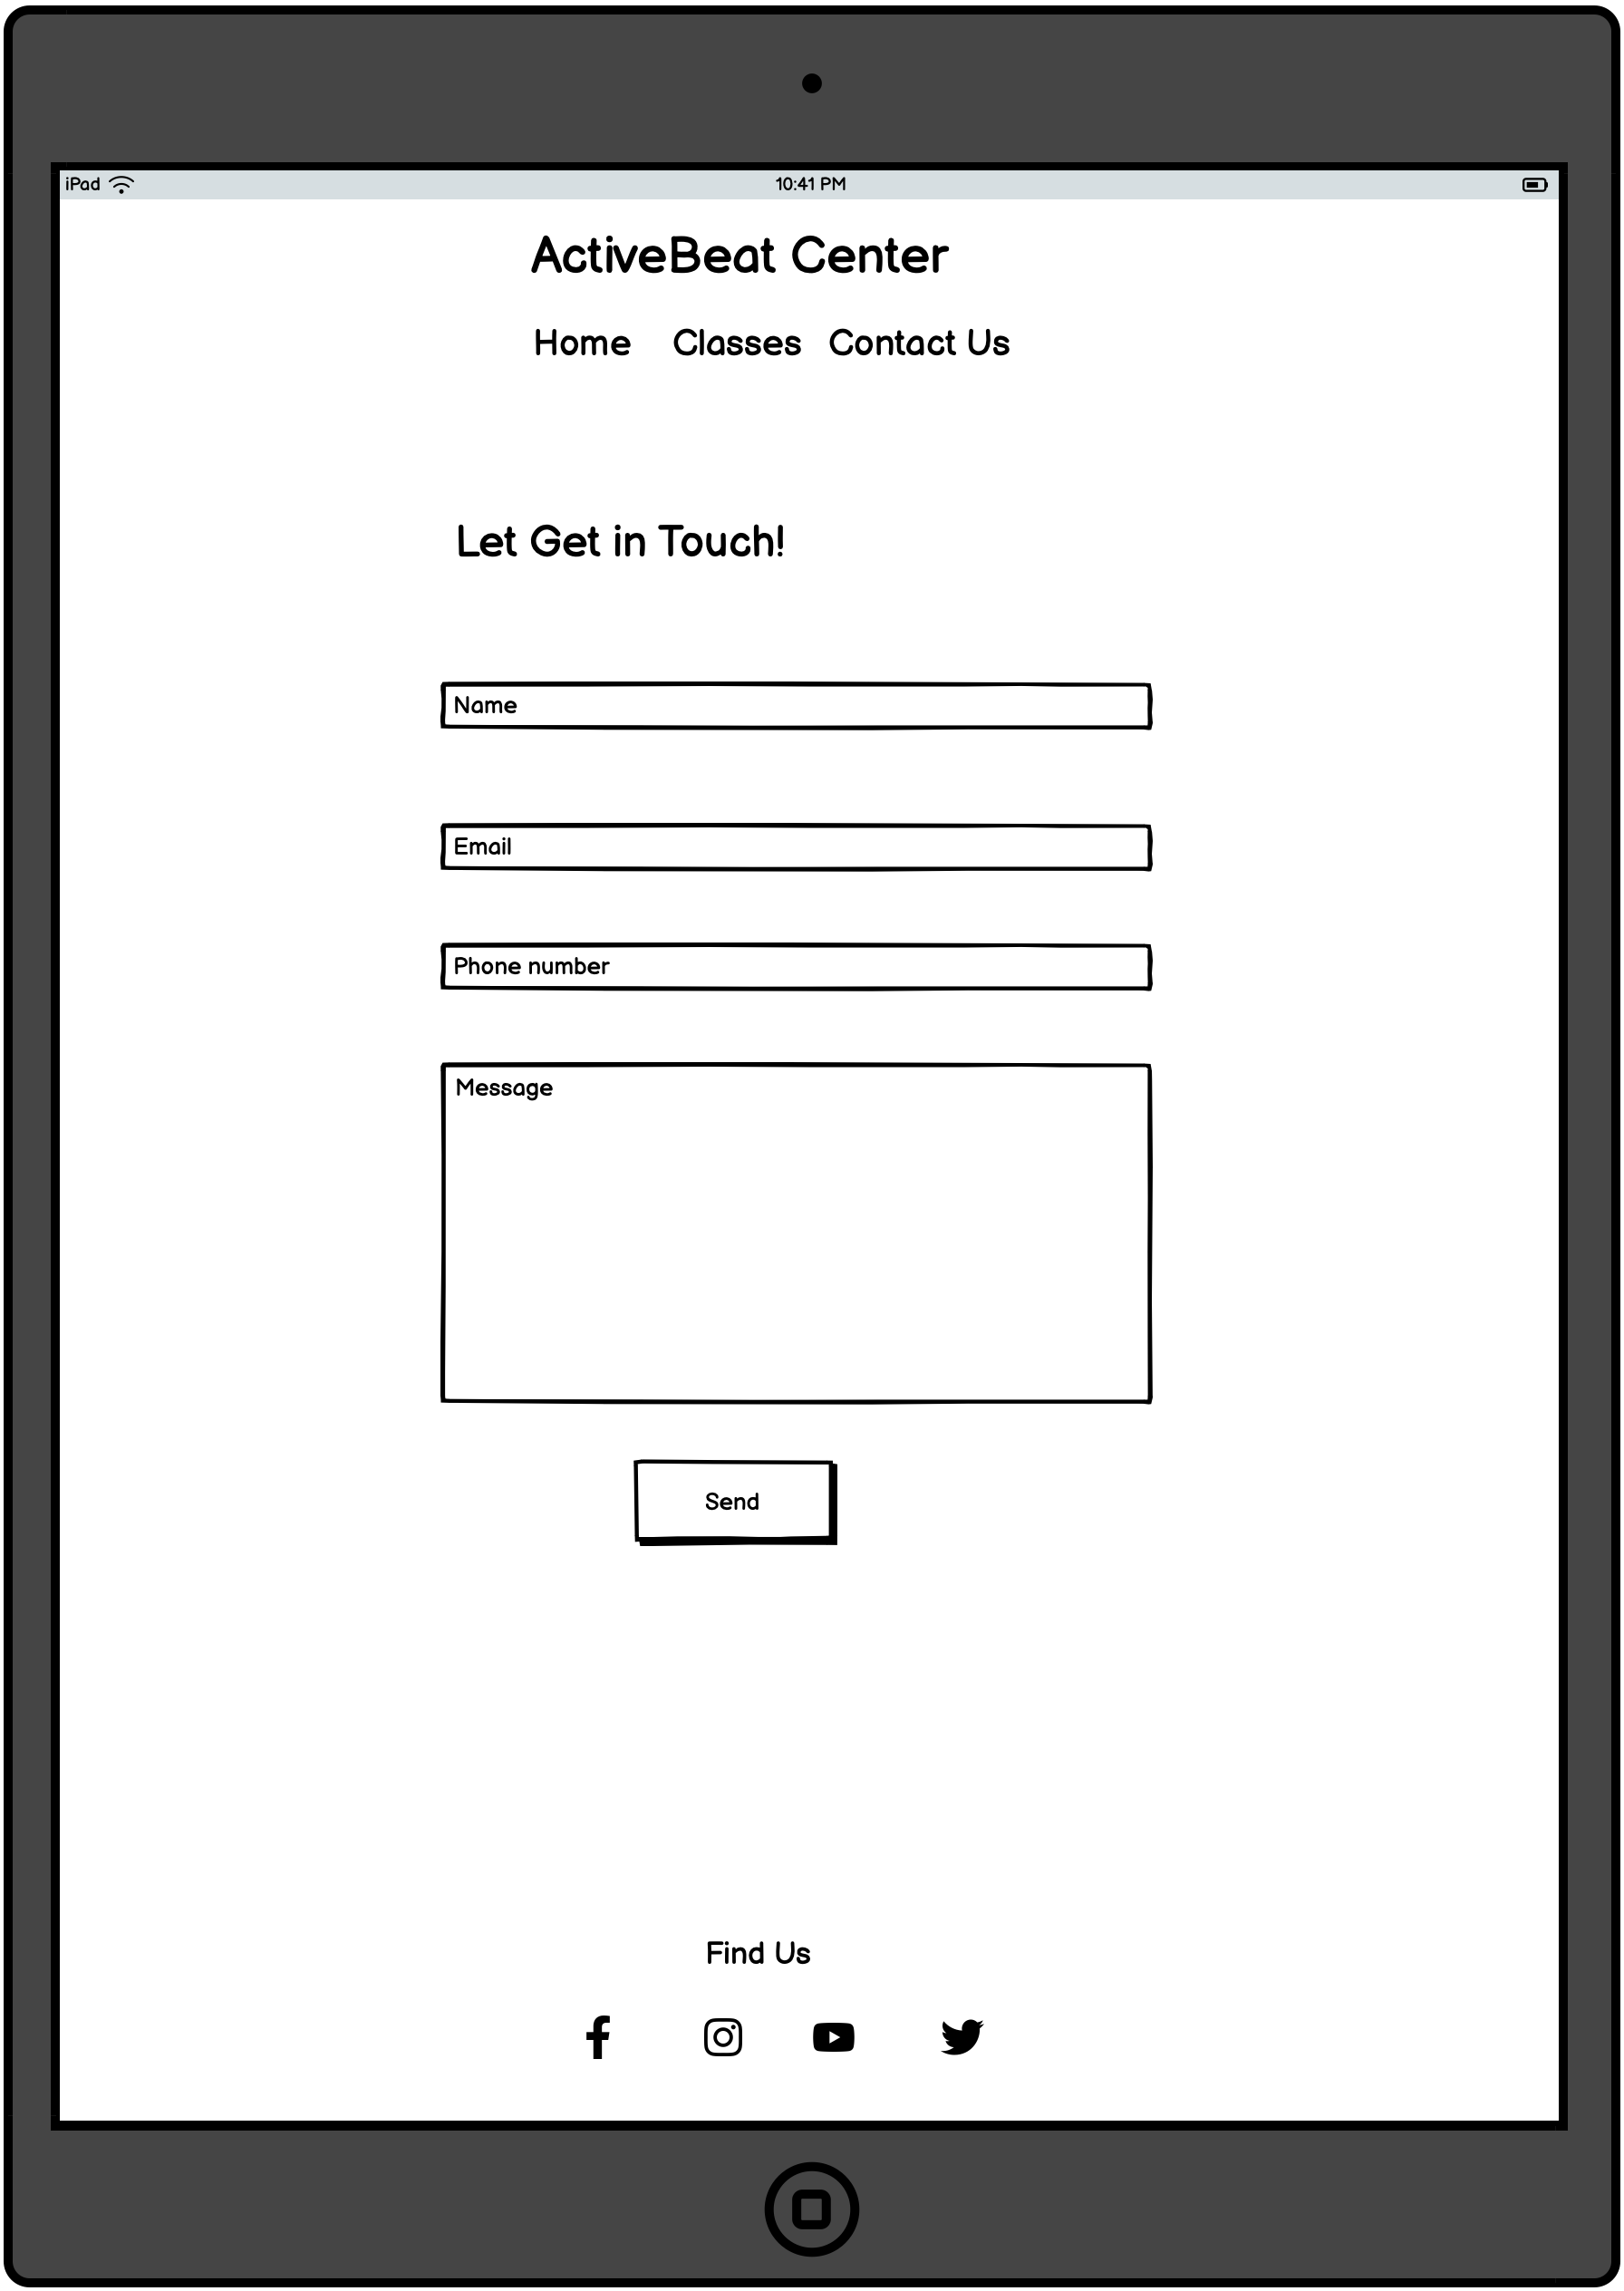 iPad 10:41 PM
ActiveBeat Center
Home Classes Contact Us
Let Get in Touch!
Name
Email
Phone number
Message
Send
Find Us